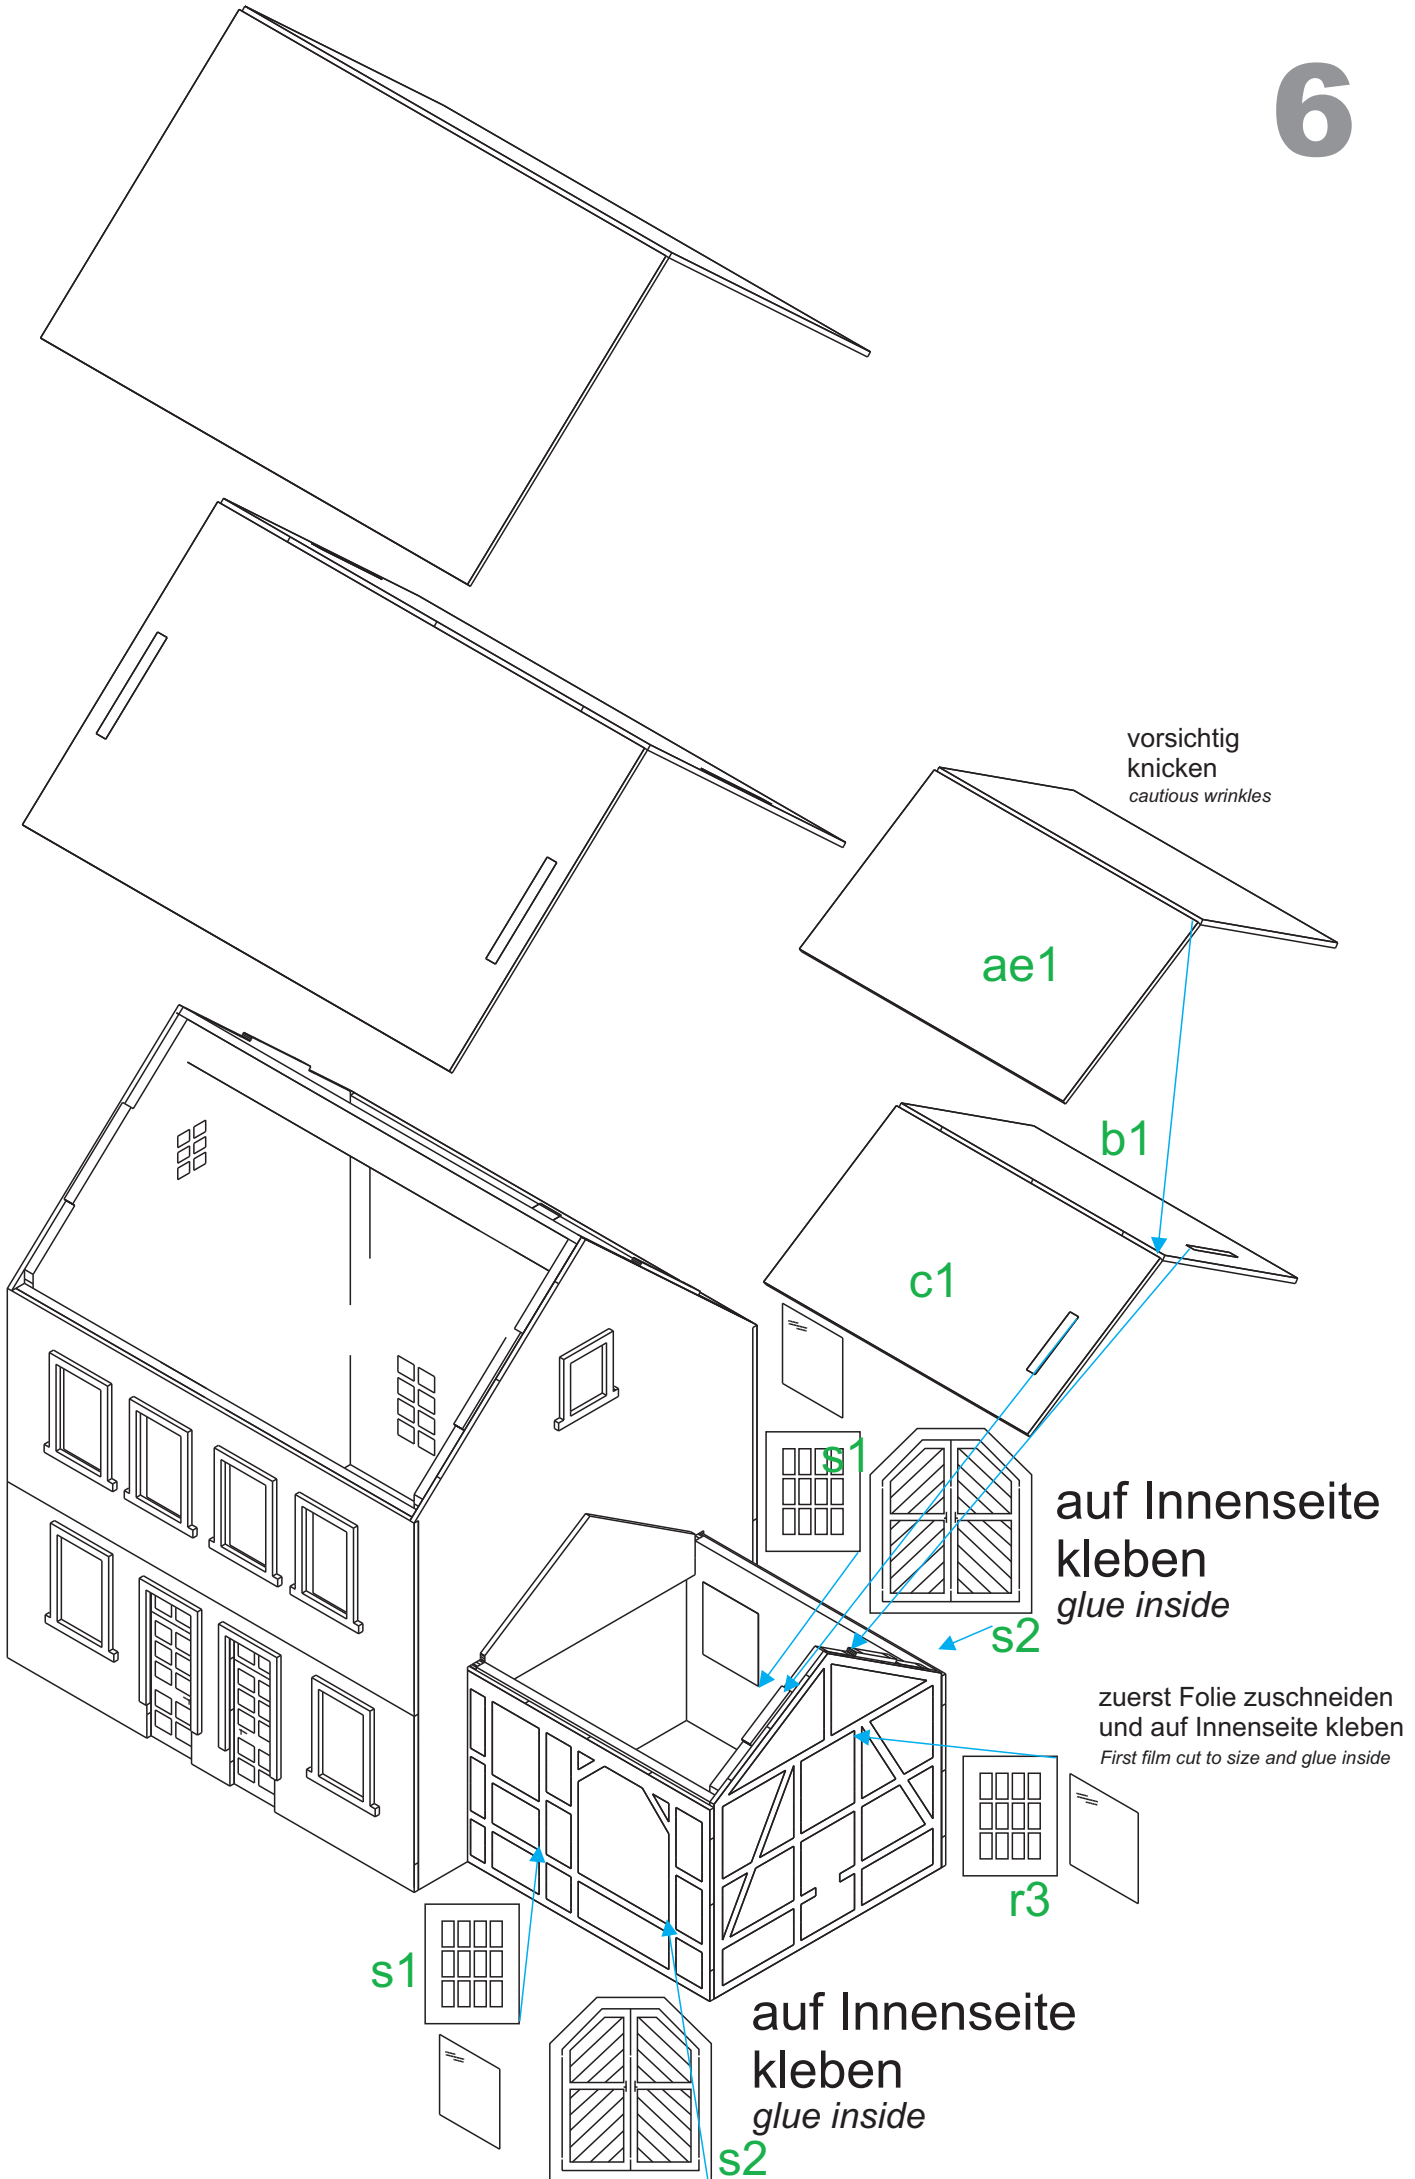 6
vorsichtig
knicken
cautious wrinkles
ae1
b1
c1
s1
auf Innenseite
kleben
glue inside
s2
zuerst Folie zuschneiden
und auf Innenseite kleben
First film cut to size and glue inside
r3
s1
auf Innenseite
kleben
glue inside
s2